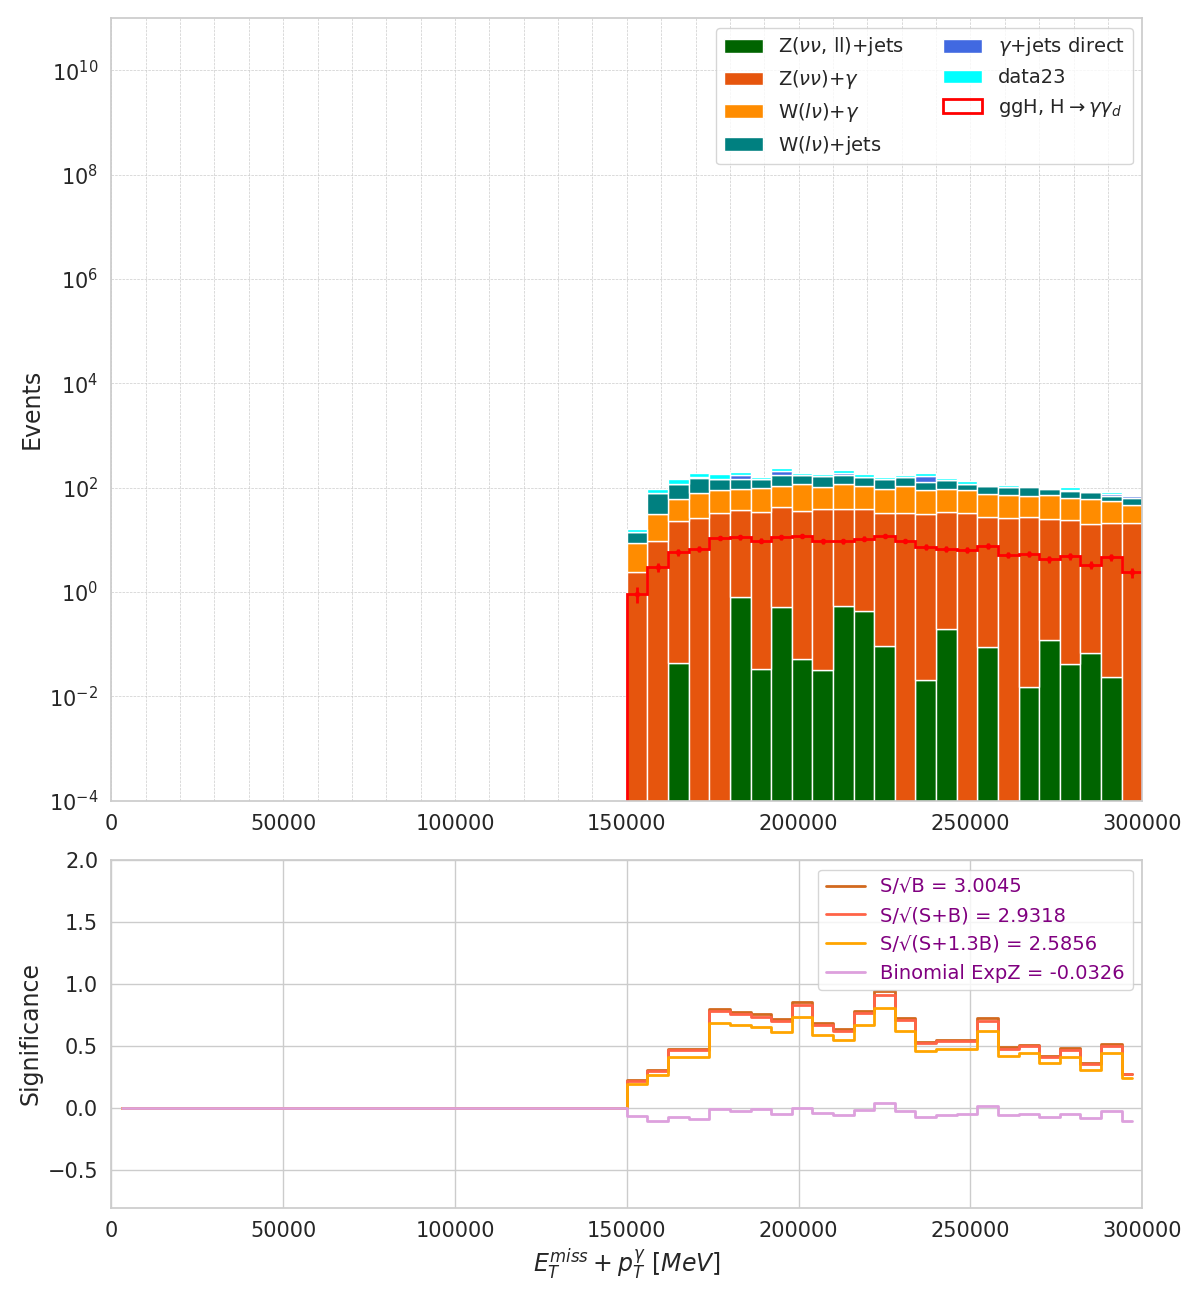 Z(νν, ll)+jets
Z(νν)+γ
W(lν)+γ
W(lν)+jets
γ+jets direct
data23
ggH, H→γγ_d
Events
10^10
10^8
10^6
10^4
10^2
10^0
10^−2
10^−4
0 50000 100000 150000 200000 250000 300000
S/√B = 3.0045
S/√(S+B) = 2.9318
S/√(S+1.3B) = 2.5856
Binomial ExpZ = -0.0326
Significance
2.0
1.5
1.0
0.5
0.0
−0.5
0 50000 100000 150000 200000 250000 300000
E_T^miss + p_T^γ [MeV]